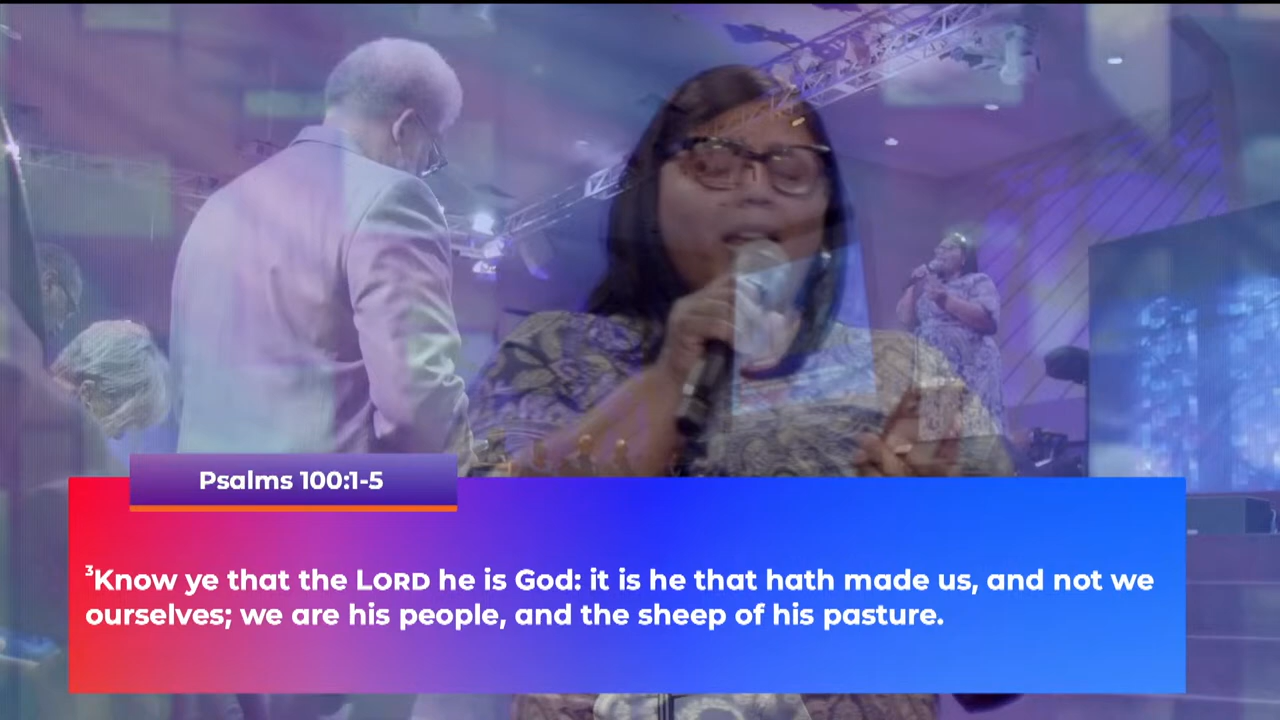 Psalms 100:1-5
³Know ye that the LORD he is God: it is he that hath made us, and not we
ourselves; we are his people, and the sheep of his pasture.